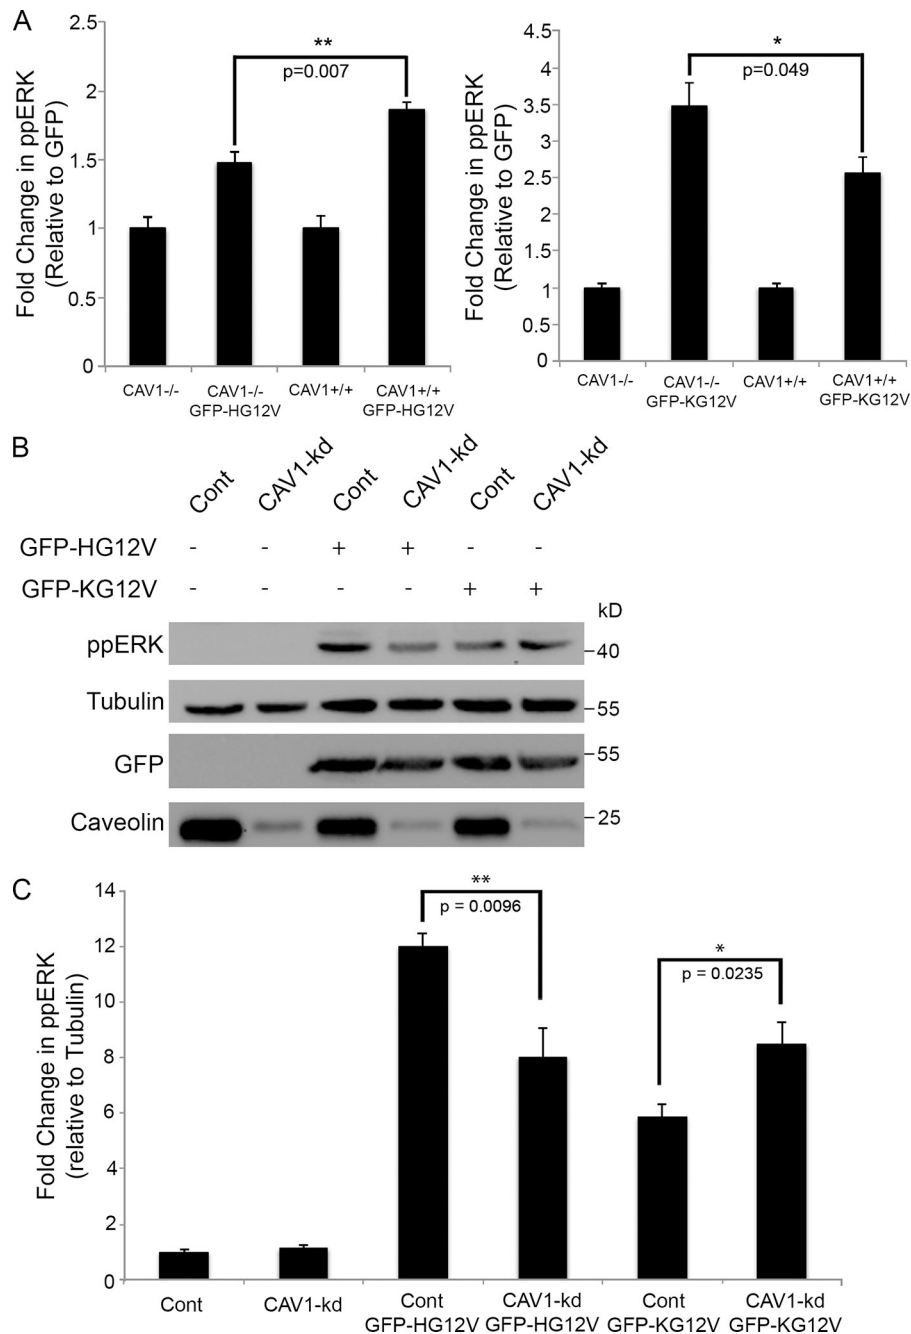 A
Fold Change in ppERK
(Relative to GFP)
2.5
2
1.5
1
0.5
0
**
p=0.007
CAV1-/-
CAV1-/-
GFP-HG12V
CAV1+/+
CAV1+/+
GFP-HG12V
Fold Change in ppERK
(Relative to GFP)
4.5
4
3.5
3
2.5
2
1.5
1
0.5
0
*
p=0.049
CAV1-/-
CAV1-/-
GFP-KG12V
CAV1+/+
CAV1+/+
GFP-KG12V
B
Cont CAV1-kd Cont CAV1-kd Cont CAV1-kd
GFP-HG12V - - + + - -
GFP-KG12V - - - - + +
kD
ppERK 40
Tubulin 55
GFP 55
Caveolin 25
C
Fold Change in ppERK
(relative to Tubulin)
14
12
10
8
6
4
2
0
**
p = 0.0096
*
p = 0.0235
Cont
CAV1-kd
Cont
GFP-HG12V
CAV1-kd
GFP-HG12V
Cont
GFP-KG12V
CAV1-kd
GFP-KG12V